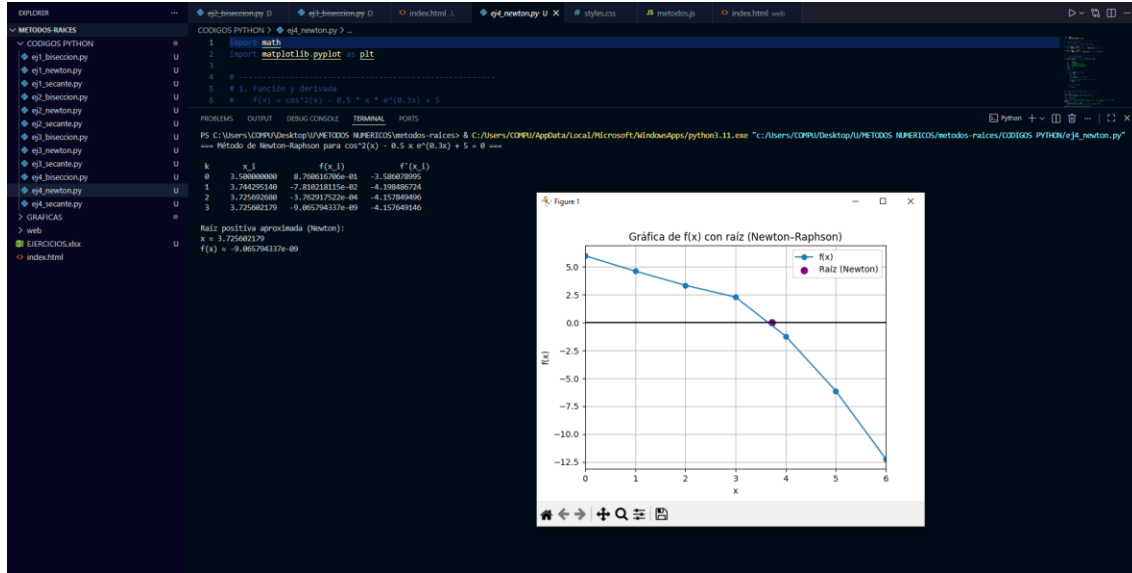 EXPLORER ···
METODOS-RAICES
CODIGOS PYTHON
ej1_biseccion.py U
ej1_newton.py U
ej1_secante.py U
ej2_biseccion.py U
ej2_newton.py U
ej2_secante.py U
ej3_biseccion.py U
ej3_newton.py U
ej3_secante.py U
ej4_biseccion.py U
ej4_newton.py U
ej4_secante.py U
GRAFICAS
web
EJERCICIOS.xlsx U
index.html
ej2_biseccion.py D ej3_biseccion.py D index.html 3 ej4_newton.py U # styles.css JS metodos.js index.html web
CODIGOS PYTHON > ej4_newton.py > ...
1 import math
2 import matplotlib.pyplot as plt
3
4 # --------------------------------------------------
5 # 1. Función y derivada
6 # f(x) = cos^2(x) - 0.5 * x * e^(0.3x) + 5
PROBLEMS OUTPUT DEBUG CONSOLE TERMINAL PORTS
Python
PS C:\Users\COMPU\Desktop\U\METODOS NUMERICOS\metodos-raices> & C:/Users/COMPU/AppData/Local/Microsoft/WindowsApps/python3.11.exe "c:/Users/COMPU/Desktop/U/METODOS NUMERICOS/metodos-raices/CODIGOS PYTHON/ej4_newton.py"
=== Método de Newton-Raphson para cos^2(x) - 0.5 x e^(0.3x) + 5 = 0 ===
k x_i f(x_i) f'(x_i)
0 3.500000000 8.760616706e-01 -3.586078995
1 3.744295140 -7.810218115e-02 -4.198486724
2 3.725692680 -3.762917522e-04 -4.157849496
3 3.725602179 -9.065794337e-09 -4.157649146
Raíz positiva aproximada (Newton):
x ≈ 3.725602179
f(x) ≈ -9.065794337e-09
Figure 1
Gráfica de f(x) con raíz (Newton–Raphson)
f(x)
Raíz (Newton)
5.0
2.5
0.0
−2.5
−5.0
−7.5
−10.0
−12.5
f(x)
0 1 2 3 4 5 6
x